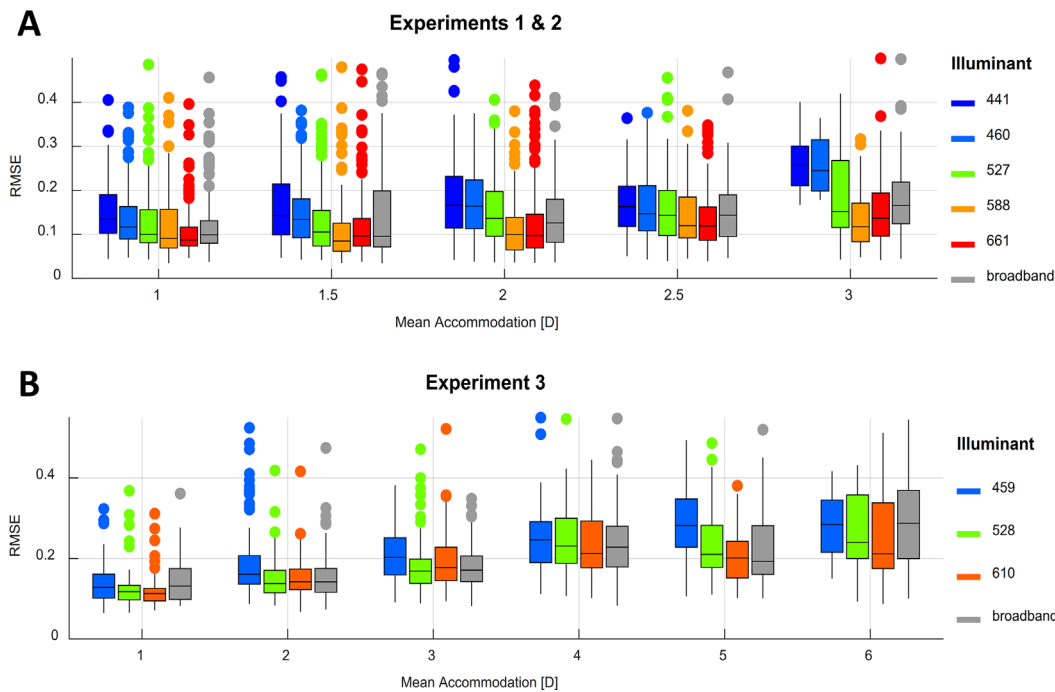 A
Experiments 1 & 2
RMSE
0.4
0.3
0.2
0.1
0
1
1.5
2
2.5
3
Mean Accommodation [D]
Illuminant
441
460
527
588
661
broadband
B
Experiment 3
RMSE
0.4
0.2
0
1
2
3
4
5
6
Mean Accommodation [D]
Illuminant
459
528
610
broadband